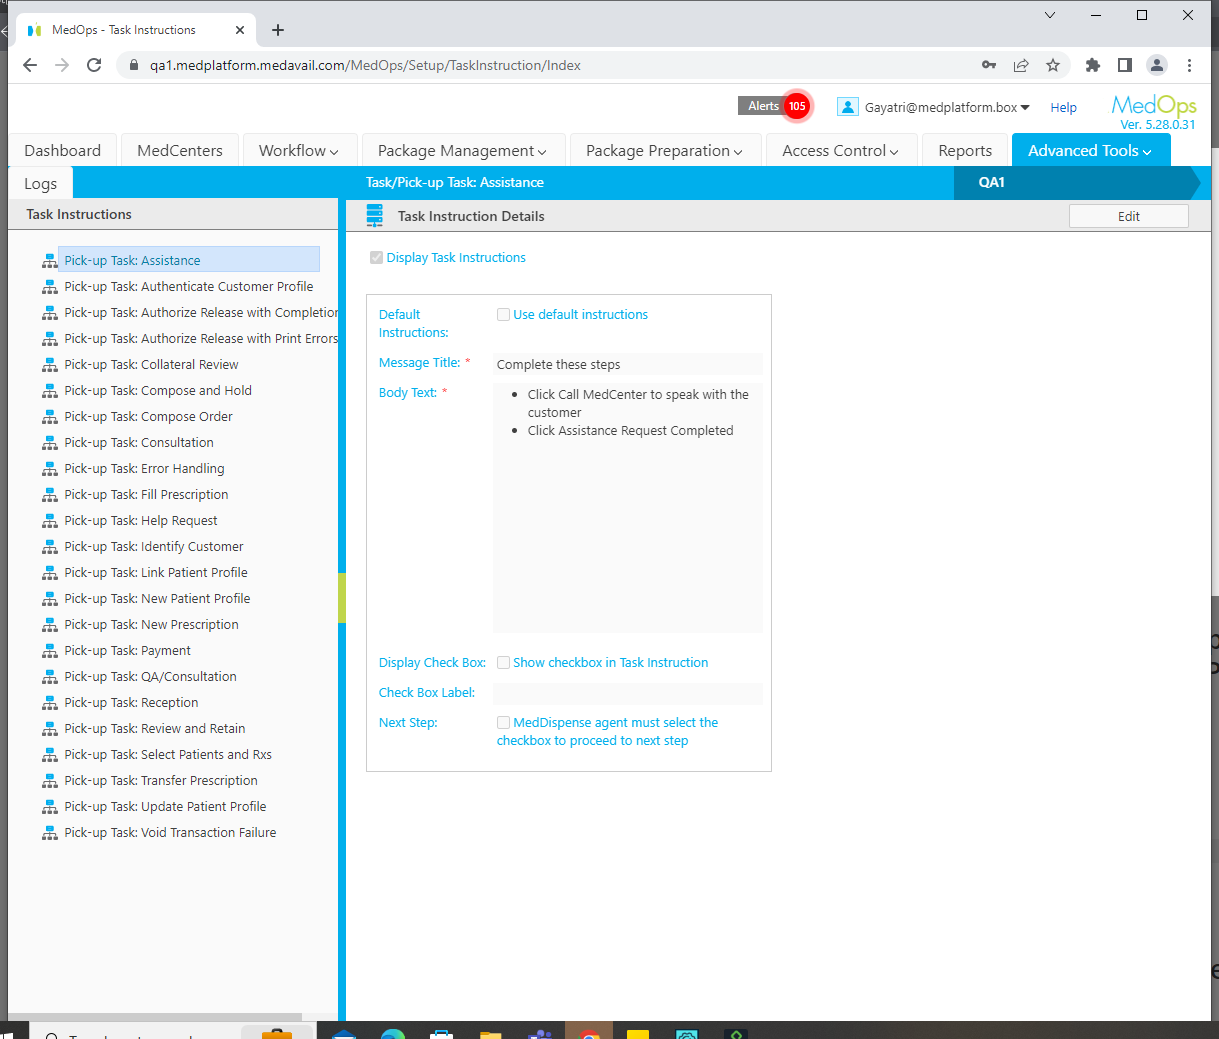 MedOps - Task Instructions
qa1.medplatform.medavail.com/MedOps/Setup/TaskInstruction/Index
Alerts 105
Gayatri@medplatform.box
Help
MedOps
Ver. 5.28.0.31
Dashboard
MedCenters
Workflow
Package Management
Package Preparation
Access Control
Reports
Advanced Tools
Logs
Task/Pick-up Task: Assistance
QA1
Task Instructions
Pick-up Task: Assistance
Pick-up Task: Authenticate Customer Profile
Pick-up Task: Authorize Release with Completion
Pick-up Task: Authorize Release with Print Errors
Pick-up Task: Collateral Review
Pick-up Task: Compose and Hold
Pick-up Task: Compose Order
Pick-up Task: Consultation
Pick-up Task: Error Handling
Pick-up Task: Fill Prescription
Pick-up Task: Help Request
Pick-up Task: Identify Customer
Pick-up Task: Link Patient Profile
Pick-up Task: New Patient Profile
Pick-up Task: New Prescription
Pick-up Task: Payment
Pick-up Task: QA/Consultation
Pick-up Task: Reception
Pick-up Task: Review and Retain
Pick-up Task: Select Patients and Rxs
Pick-up Task: Transfer Prescription
Pick-up Task: Update Patient Profile
Pick-up Task: Void Transaction Failure
Task Instruction Details
Edit
Display Task Instructions
Default
Instructions:
Use default instructions
Message Title: *
Complete these steps
Body Text: *
• Click Call MedCenter to speak with the
customer
• Click Assistance Request Completed
Display Check Box:
Show checkbox in Task Instruction
Check Box Label:
Next Step:
MedDispense agent must select the
checkbox to proceed to next step